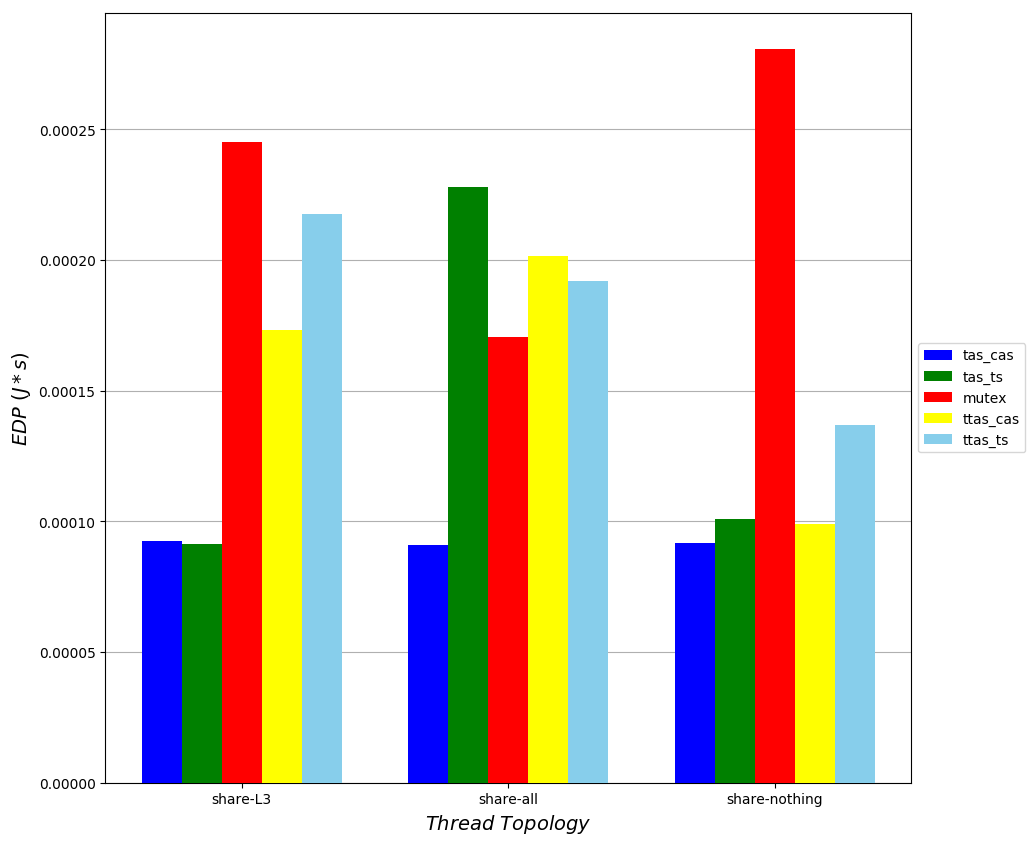 0.00025
0.00020
0.00015
0.00010
0.00005
0.00000
EDP (J * s)
share-L3
share-all
share-nothing
Thread Topology
tas_cas
tas_ts
mutex
ttas_cas
ttas_ts